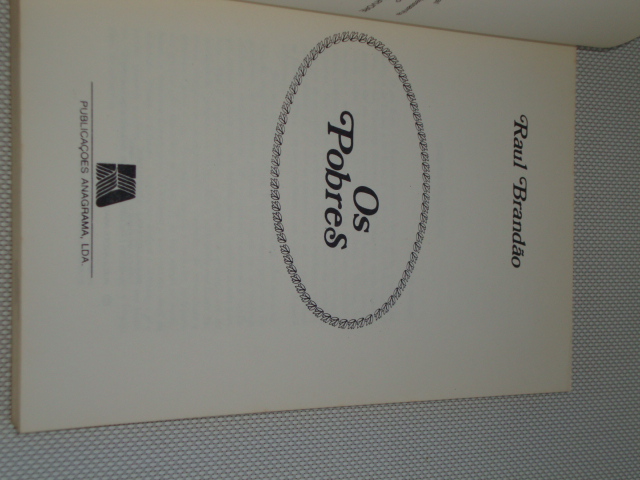 Raul Brandão
Os
Pobres
PUBLICAÇÕES ANAGRAMA, LDA.